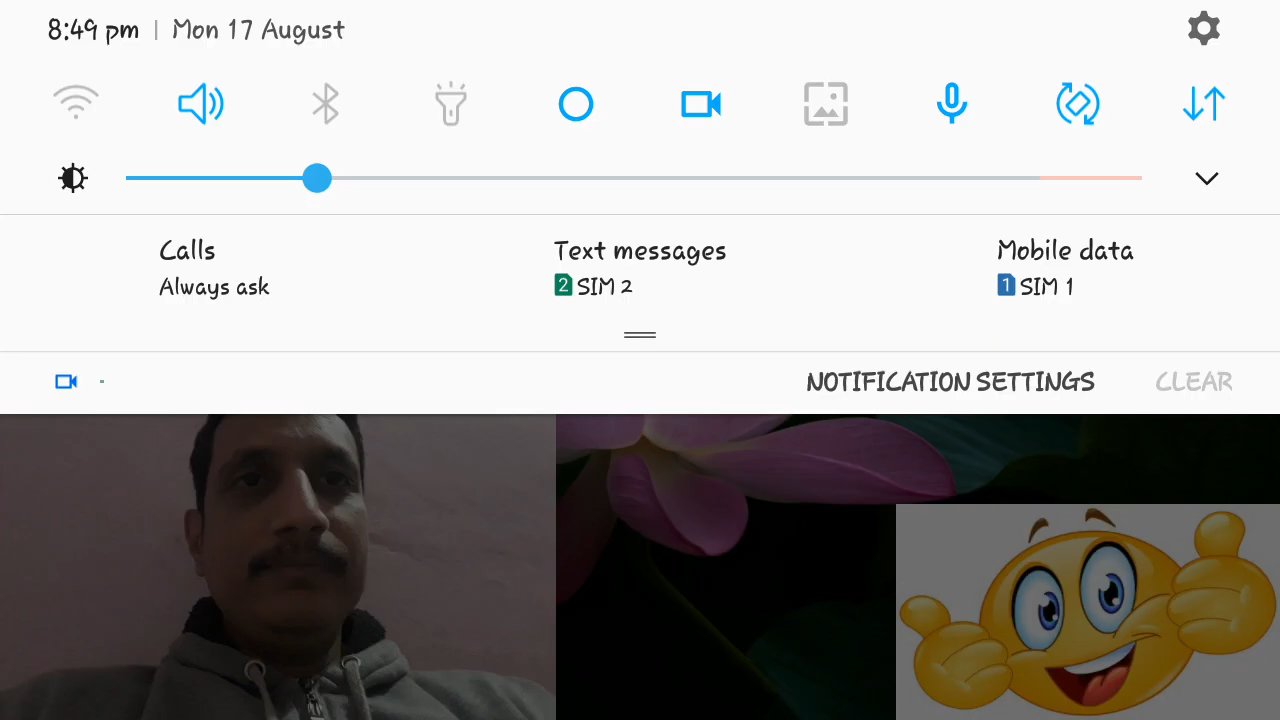 8:49 pm | Mon 17 August
Calls
Text messages
Mobile data
Always ask
2 SIM 2
1 SIM 1
NOTIFICATION SETTINGS
CLEAR